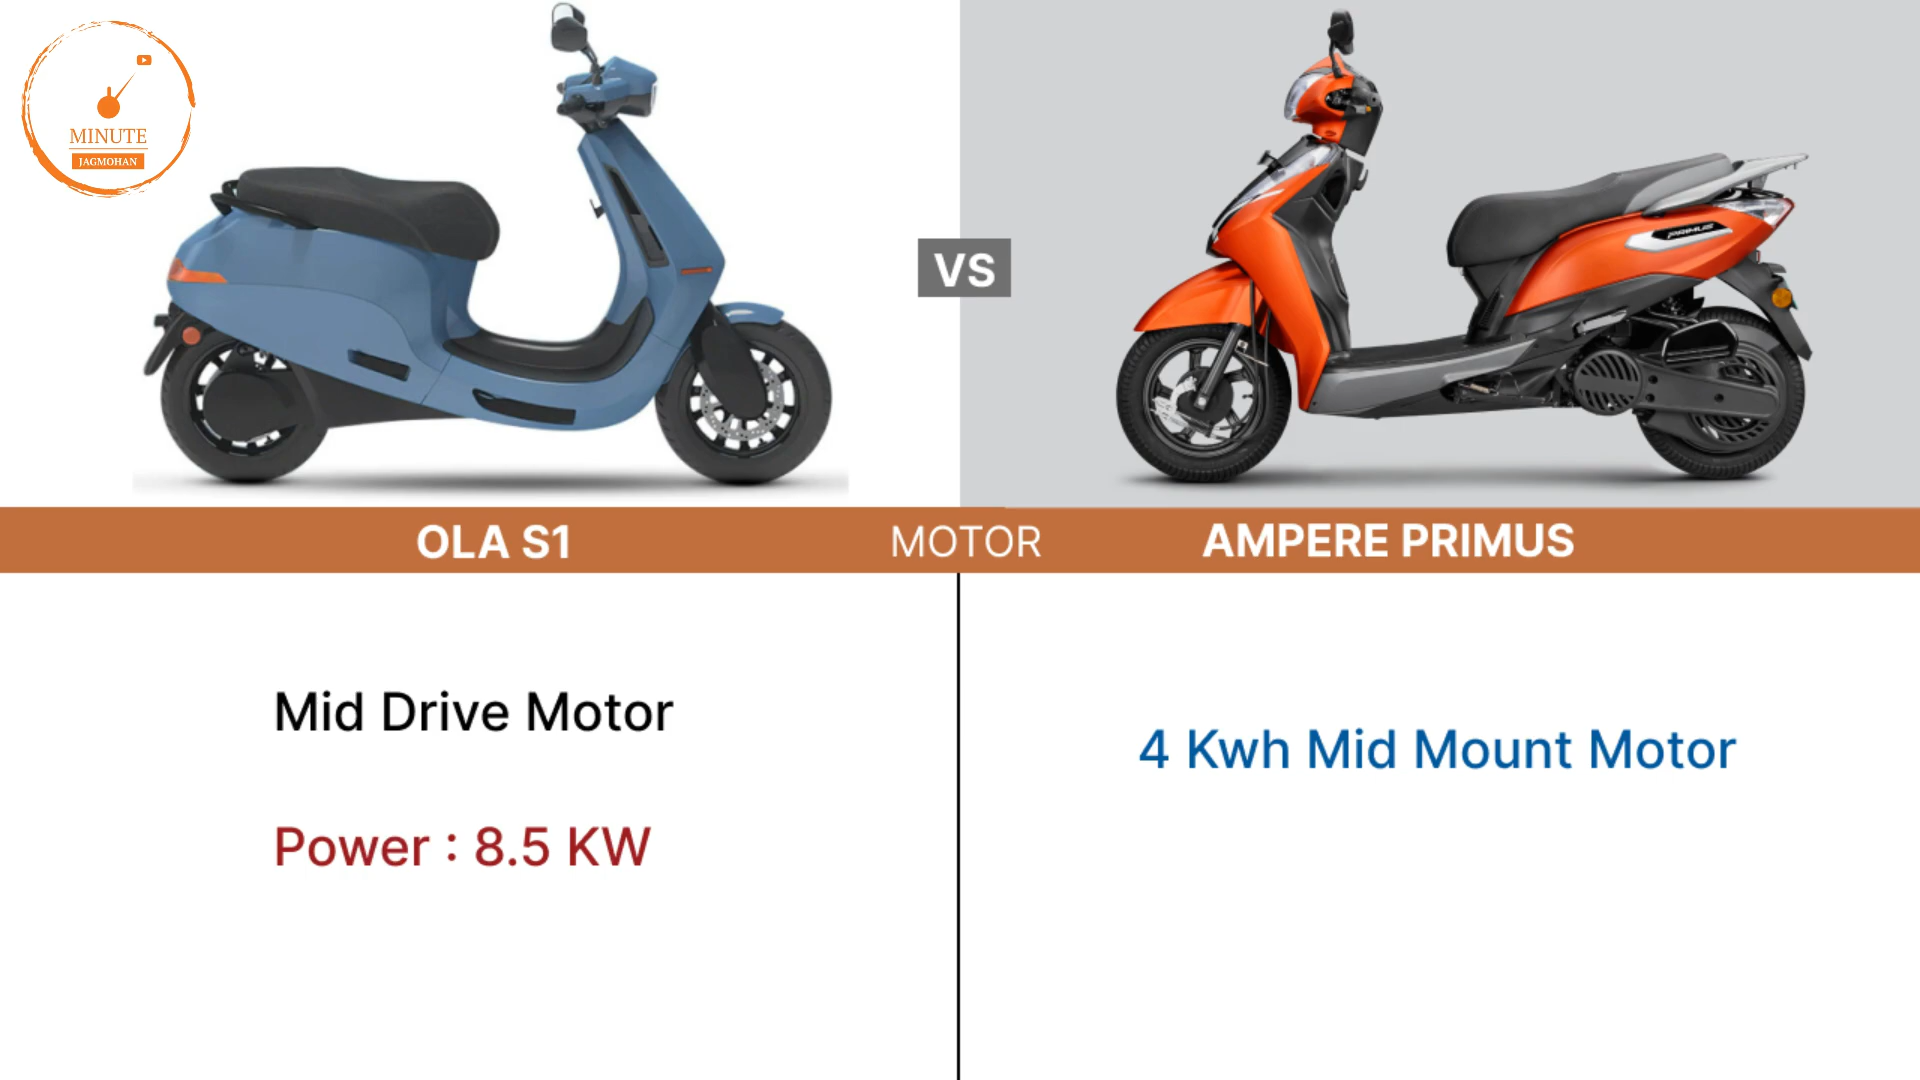 MINUTE
JAGMOHAN
VS
PRIMUS
OLA S1
MOTOR
AMPERE PRIMUS
Mid Drive Motor
Power : 8.5 KW
4 Kwh Mid Mount Motor